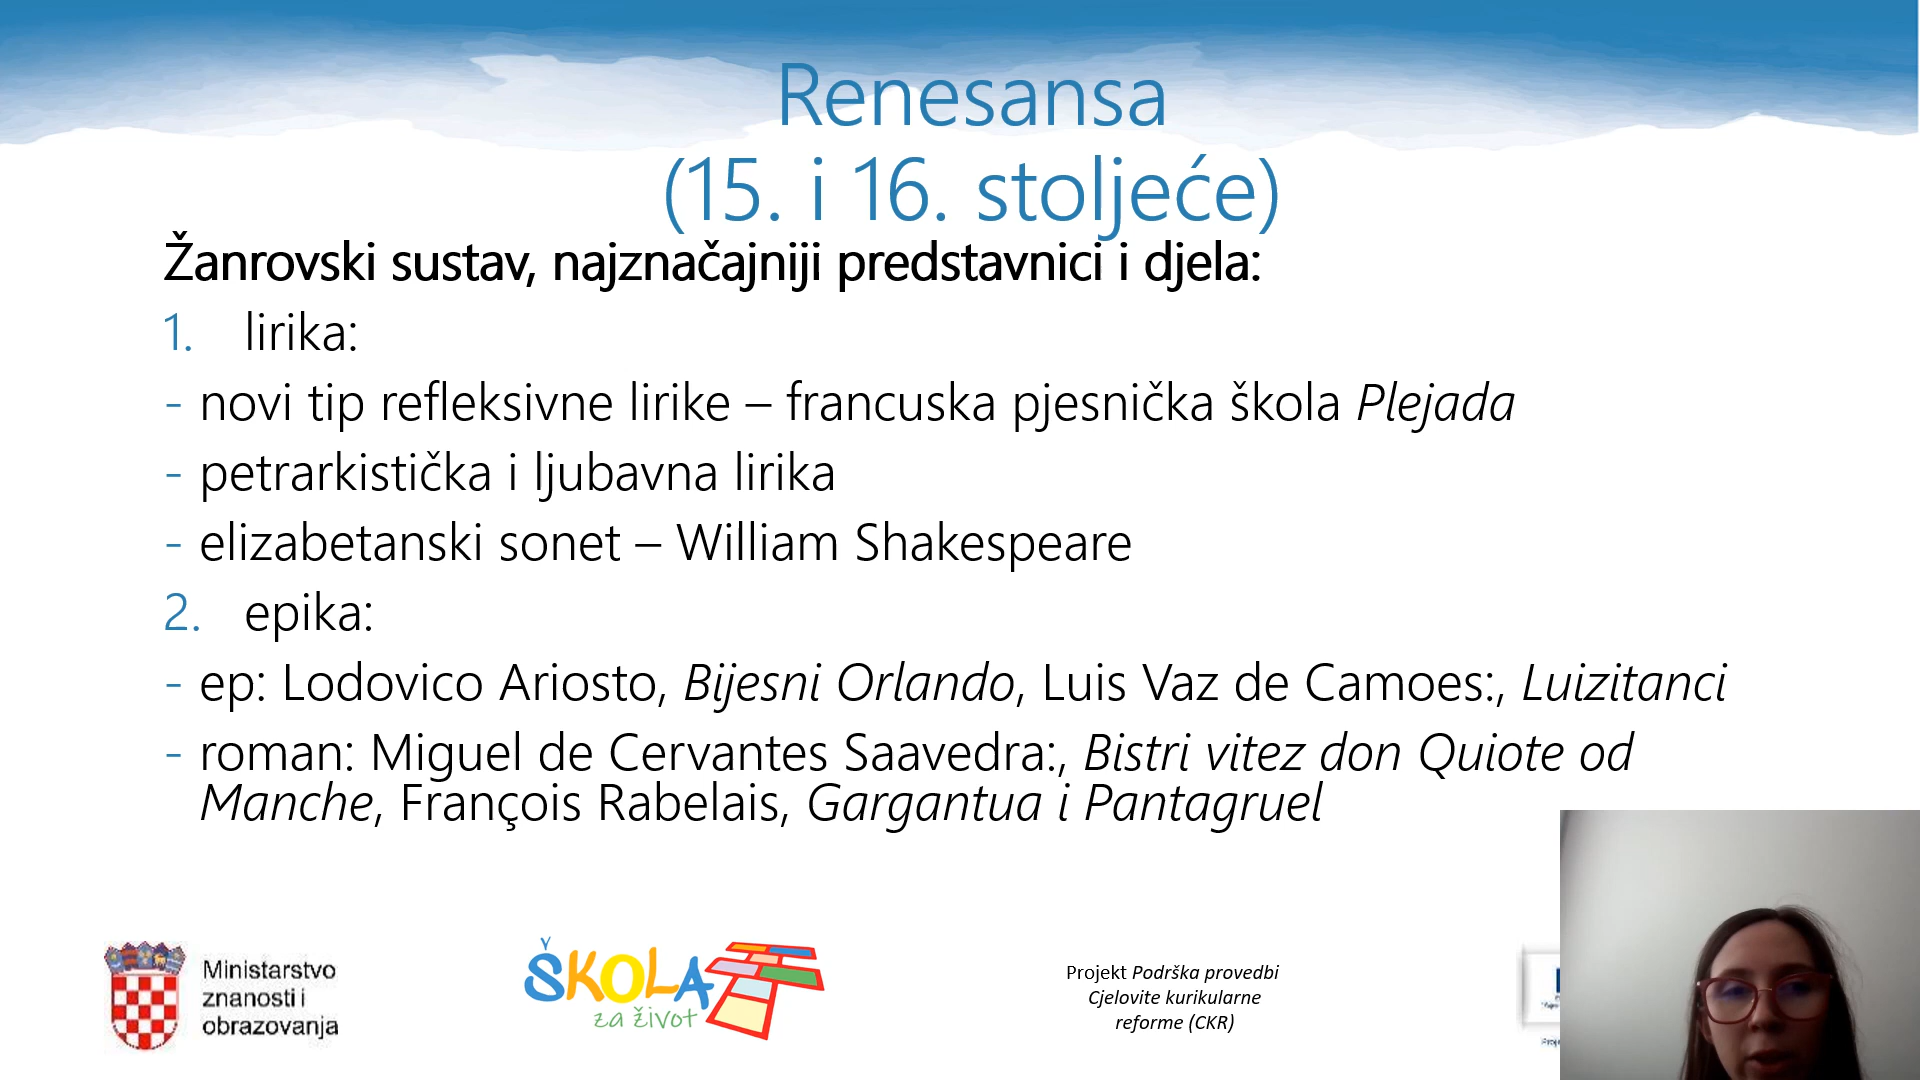 Renesansa
(15. i 16. stoljeće)
Žanrovski sustav, najznačajniji predstavnici i djela:
1. lirika:
- novi tip refleksivne lirike – francuska pjesnička škola Plejada
- petrarkistička i ljubavna lirika
- elizabetanski sonet – William Shakespeare
2. epika:
- ep: Lodovico Ariosto, Bijesni Orlando, Luis Vaz de Camoes:, Luizitanci
- roman: Miguel de Cervantes Saavedra:, Bistri vitez don Quiote od
Manche, François Rabelais, Gargantua i Pantagruel
Ministarstvo
znanosti i
obrazovanja
ŠKOLA
za život
Projekt Podrška provedbi
Cjelovite kurikularne
reforme (CKR)